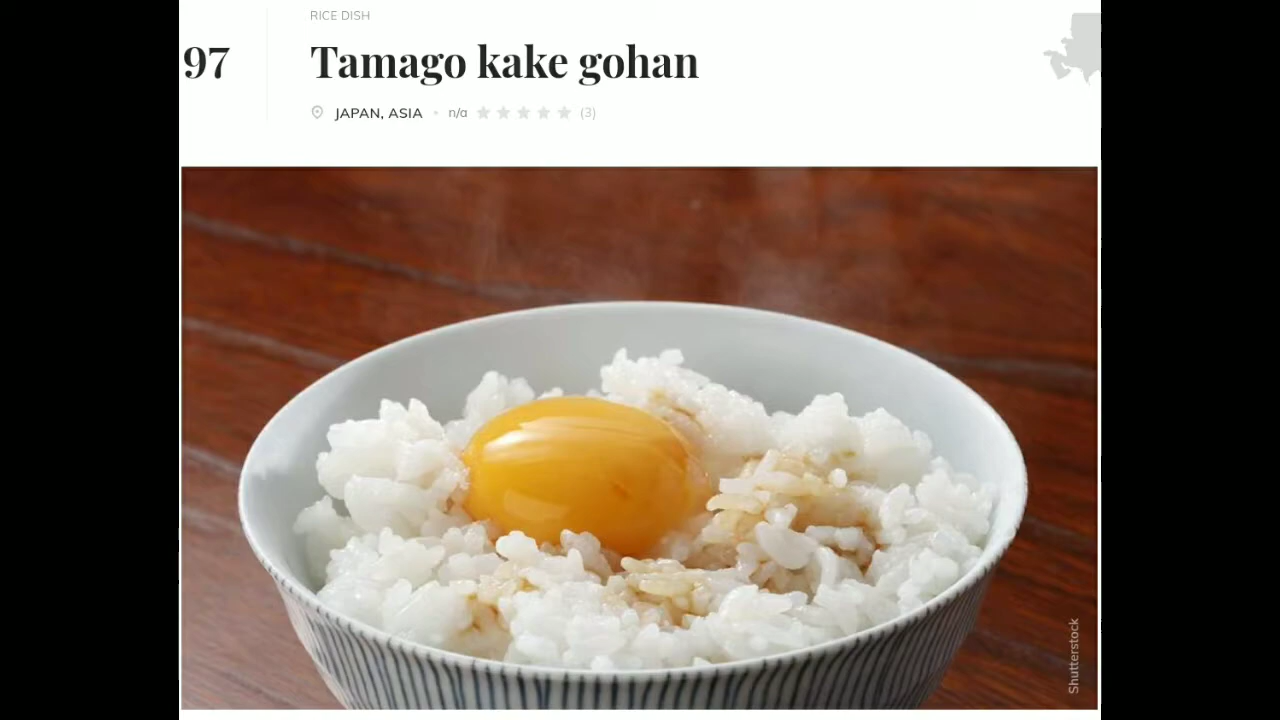 RICE DISH
97
Tamago kake gohan
JAPAN, ASIA • n/a (3)
Shutterstock